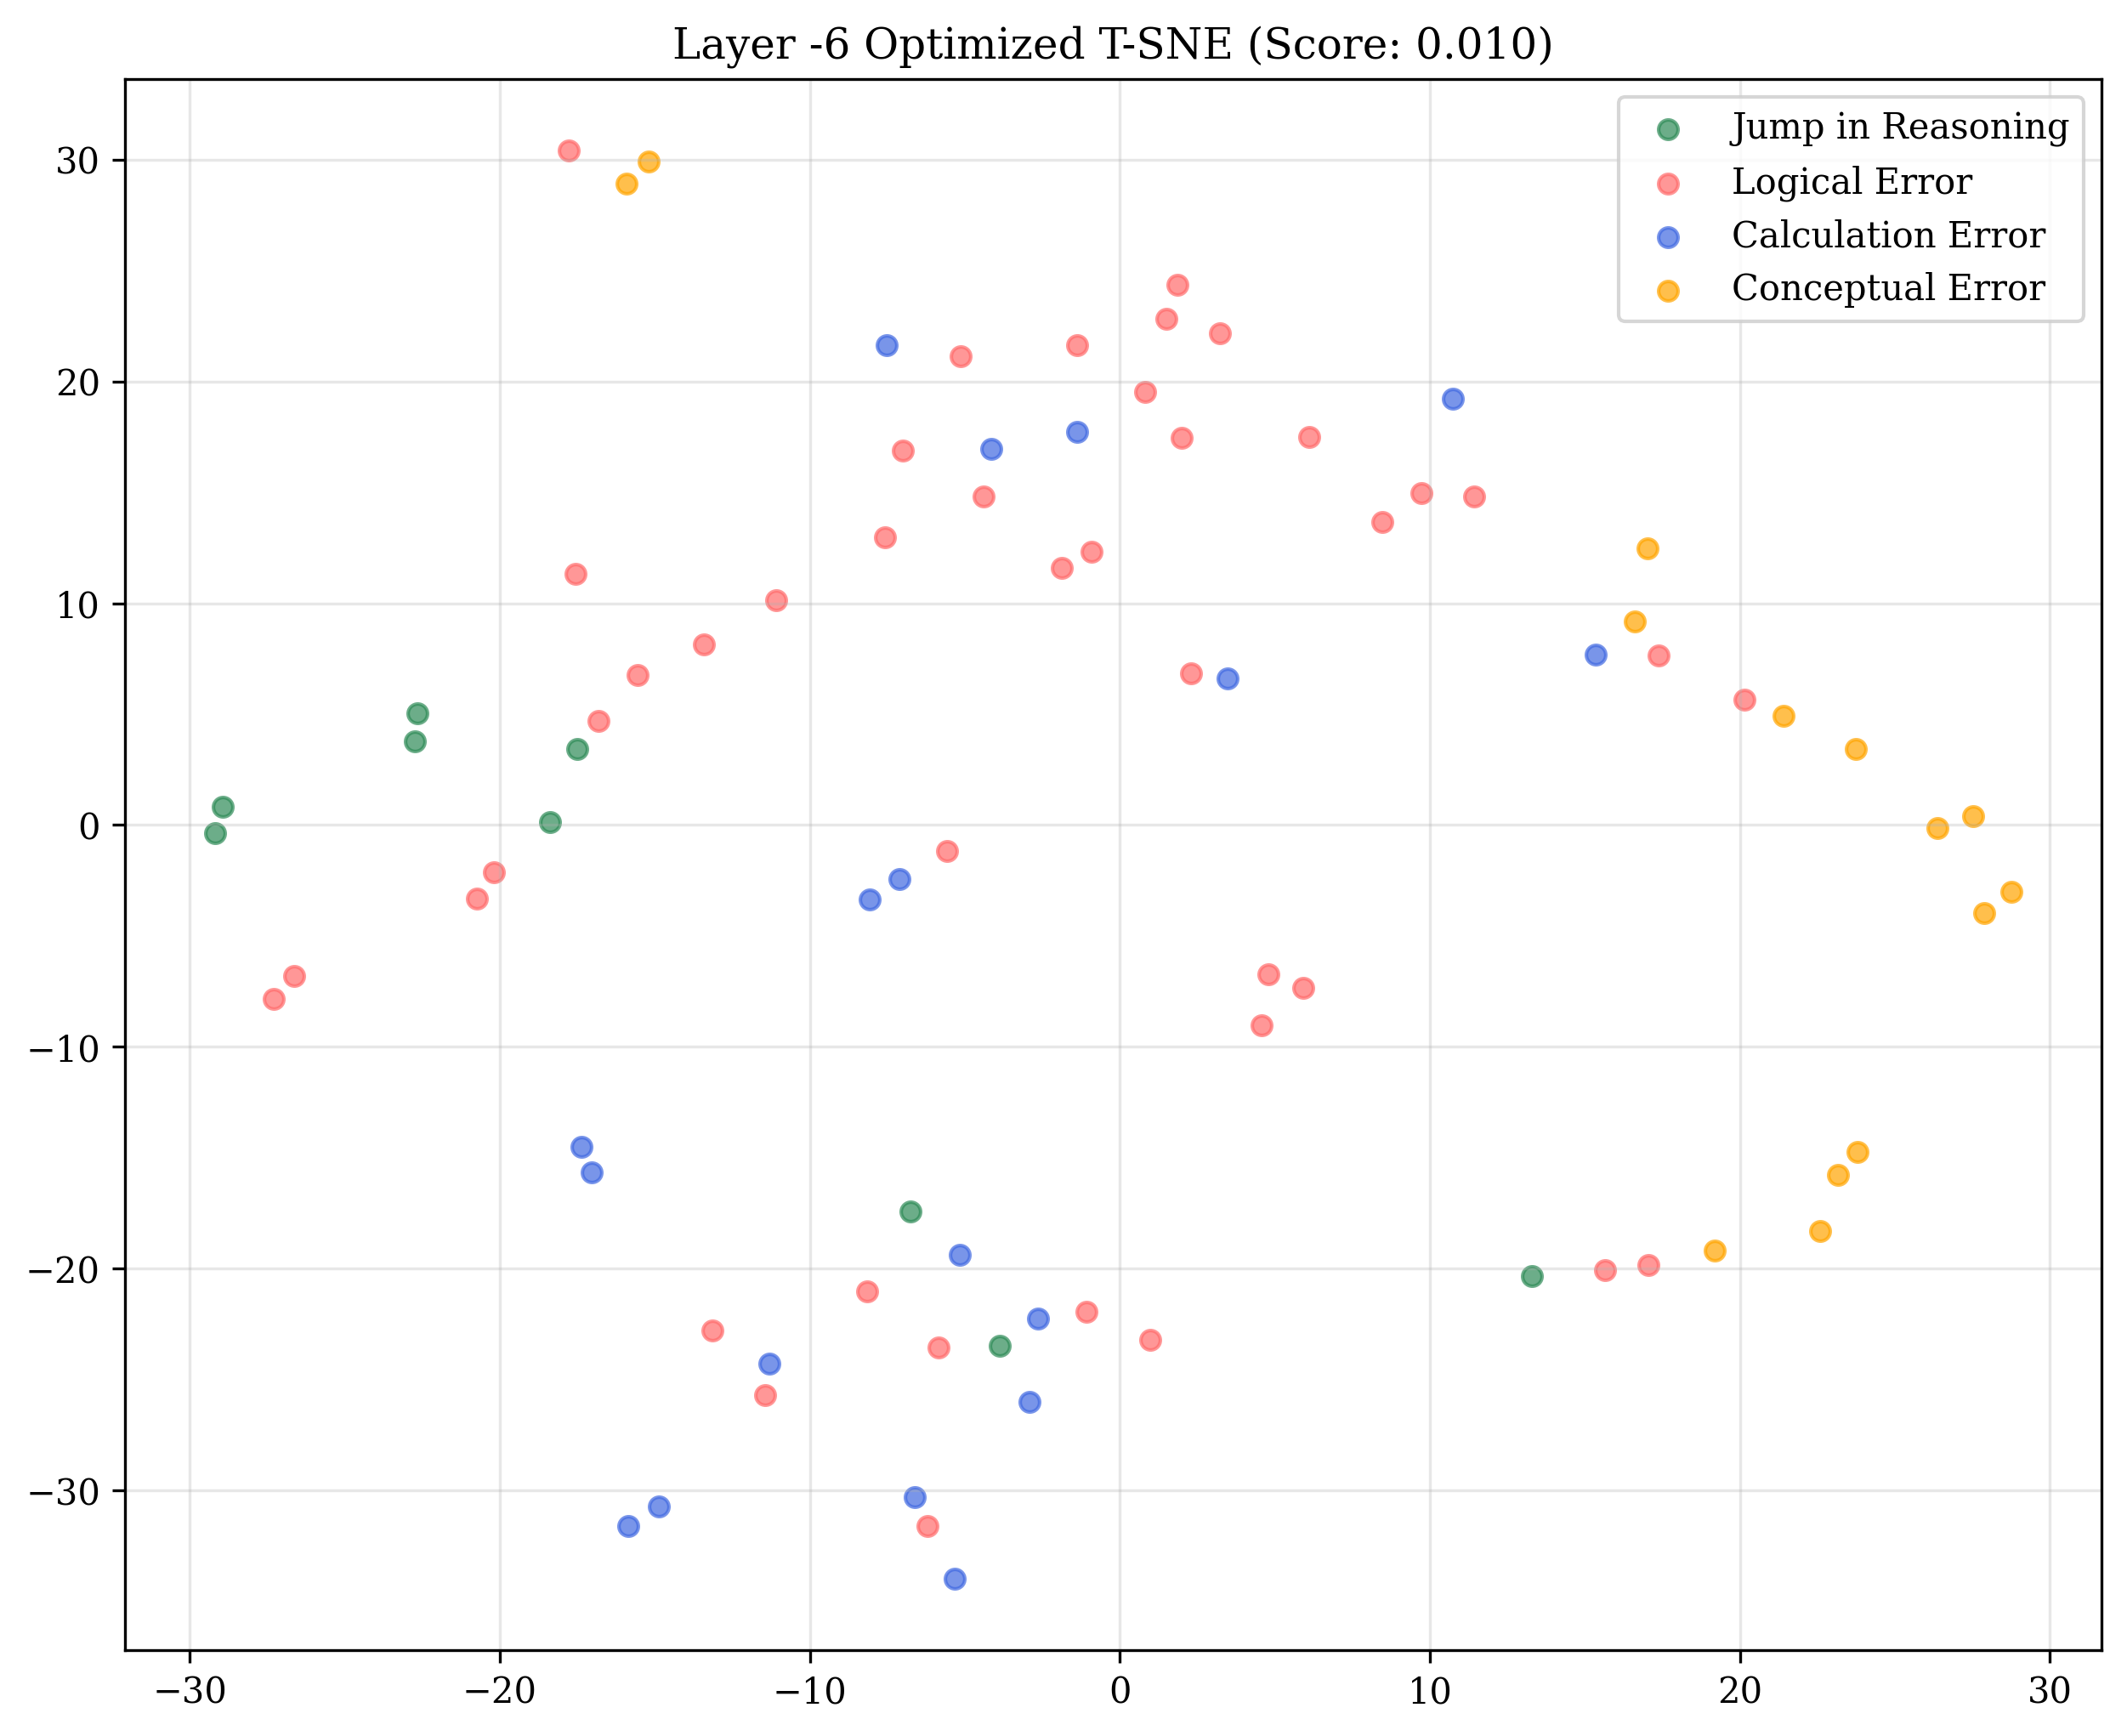 Layer -6 Optimized T-SNE (Score: 0.010)
Jump in Reasoning
Logical Error
Calculation Error
Conceptual Error
30
20
10
0
−10
−20
−30
−30 −20 −10 0 10 20 30